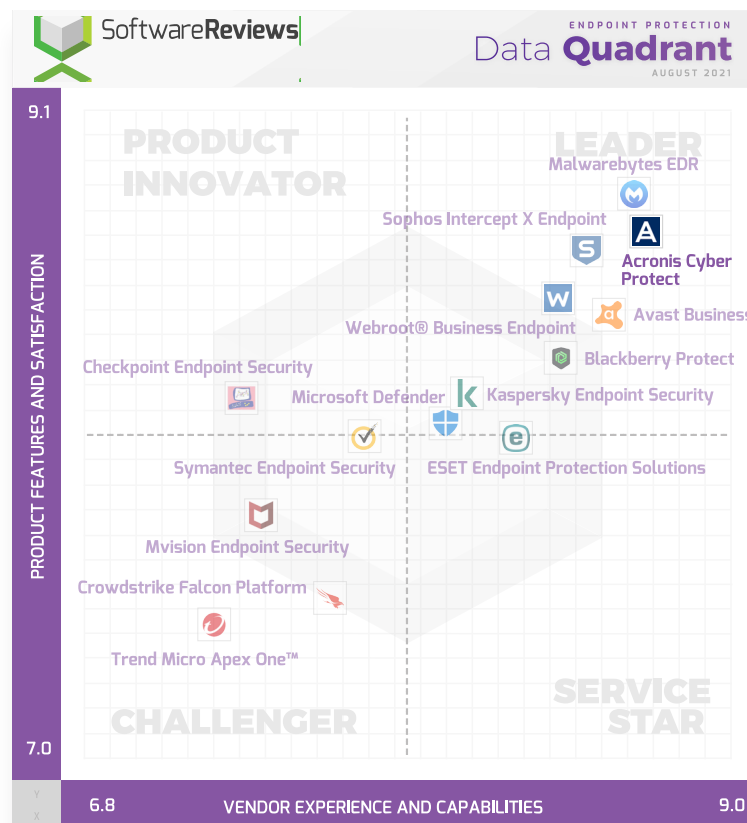 SoftwareReviews
ENDPOINT PROTECTION
Data Quadrant
AUGUST 2021
9.1
PRODUCT FEATURES AND SATISFACTION
7.0
PRODUCT
INNOVATOR
LEADER
Malwarebytes EDR
Sophos Intercept X Endpoint
Acronis Cyber
Protect
Avast Business
Webroot® Business Endpoint
Blackberry Protect
Checkpoint Endpoint Security
Microsoft Defender
Kaspersky Endpoint Security
Symantec Endpoint Security
ESET Endpoint Protection Solutions
Mvision Endpoint Security
Crowdstrike Falcon Platform
Trend Micro Apex One™
CHALLENGER
SERVICE
STAR
Y
X
6.8
VENDOR EXPERIENCE AND CAPABILITIES
9.0